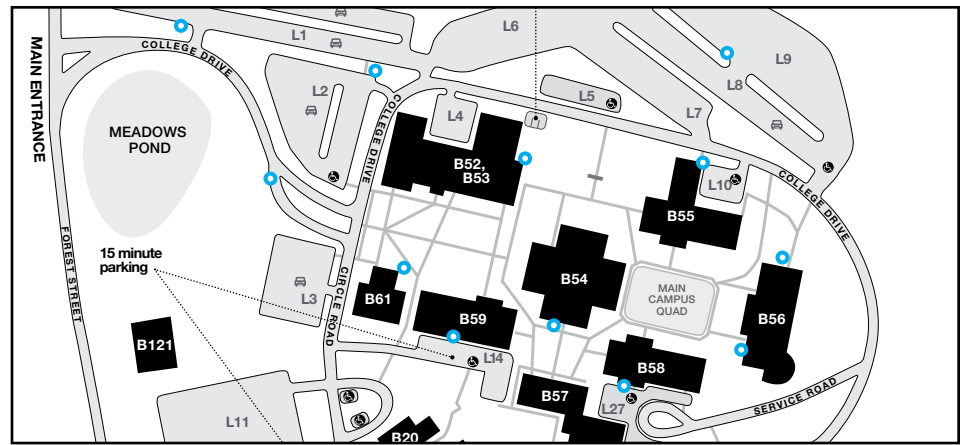 MAIN ENTRANCE
COLLEGE DRIVE
L1
L6
L9
L8
L2
COLLEGE DRIVE
L5
L7
L4
MEADOWS
POND
B52,
B53
L10
COLLEGE DRIVE
B55
FOREST STREET
15 minute
parking
L3
CIRCLE ROAD
B61
B54
MAIN
CAMPUS
QUAD
B59
B56
B121
L14
B58
B57
L27
SERVICE ROAD
L11
B20